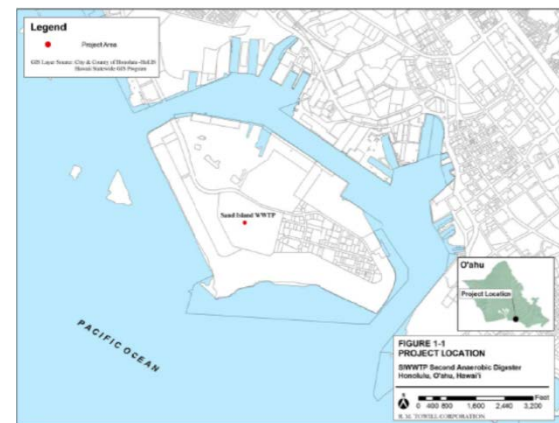 Legend
Project Area
GIS Layer Source: City & County of Honolulu -HoLIS
Hawaii Statewide GIS Program
Sand Island WWTP
PACIFIC OCEAN
O'ahu
Project Location
FIGURE 1-1
PROJECT LOCATION
SIWWTP Second Anaerobic Digester
Honolulu, O'ahu, Hawai'i
Feet
0 400 800 1,600 2,440 3,200
R. M. TOWILL CORPORATION